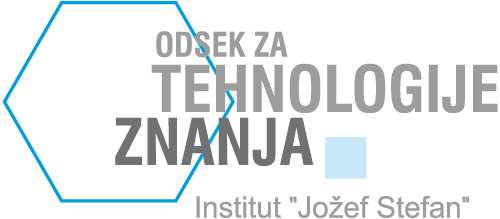 ODSEK ZA
TEHNOLOGIJE
ZNANJA
Institut "Jožef Stefan"